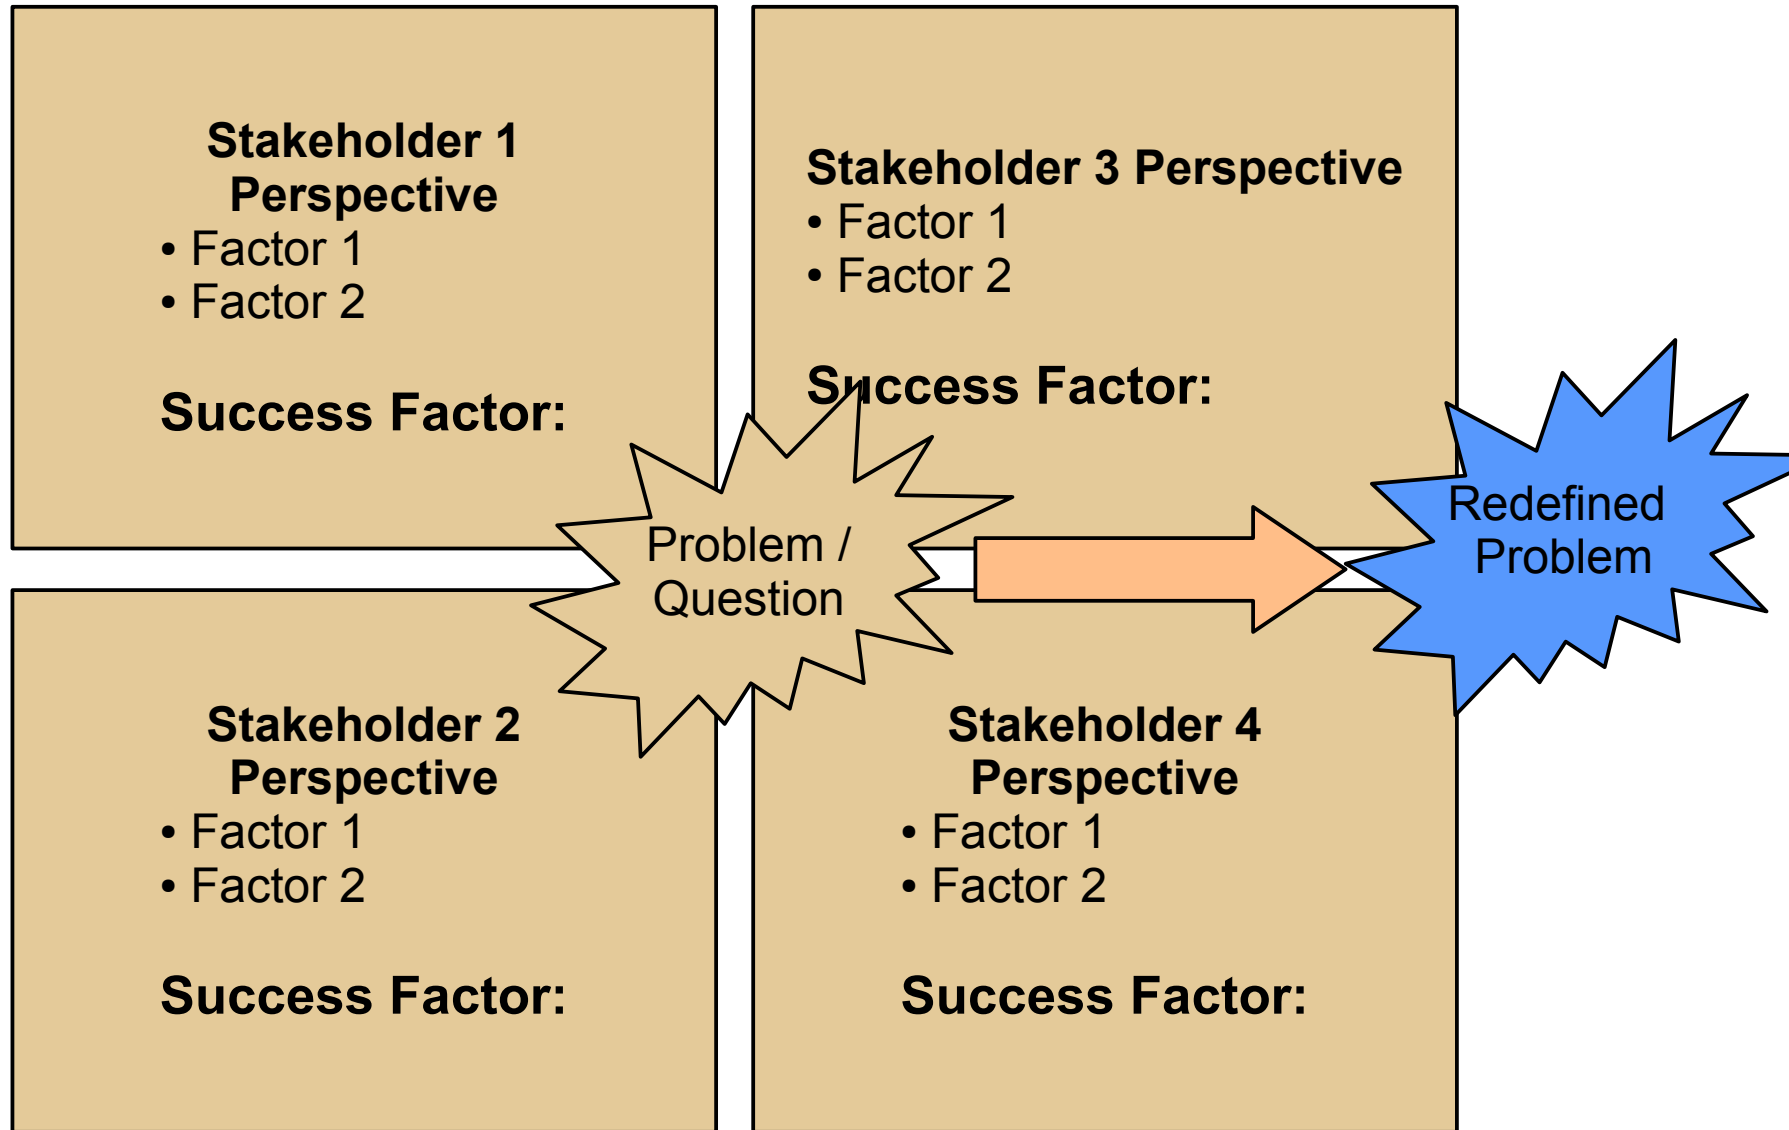 Stakeholder 1
Perspective
• Factor 1
• Factor 2
Success Factor:
Stakeholder 3 Perspective
• Factor 1
• Factor 2
Success Factor:
Problem /
Question
Redefined
Problem
Stakeholder 2
Perspective
• Factor 1
• Factor 2
Success Factor:
Stakeholder 4
Perspective
• Factor 1
• Factor 2
Success Factor: